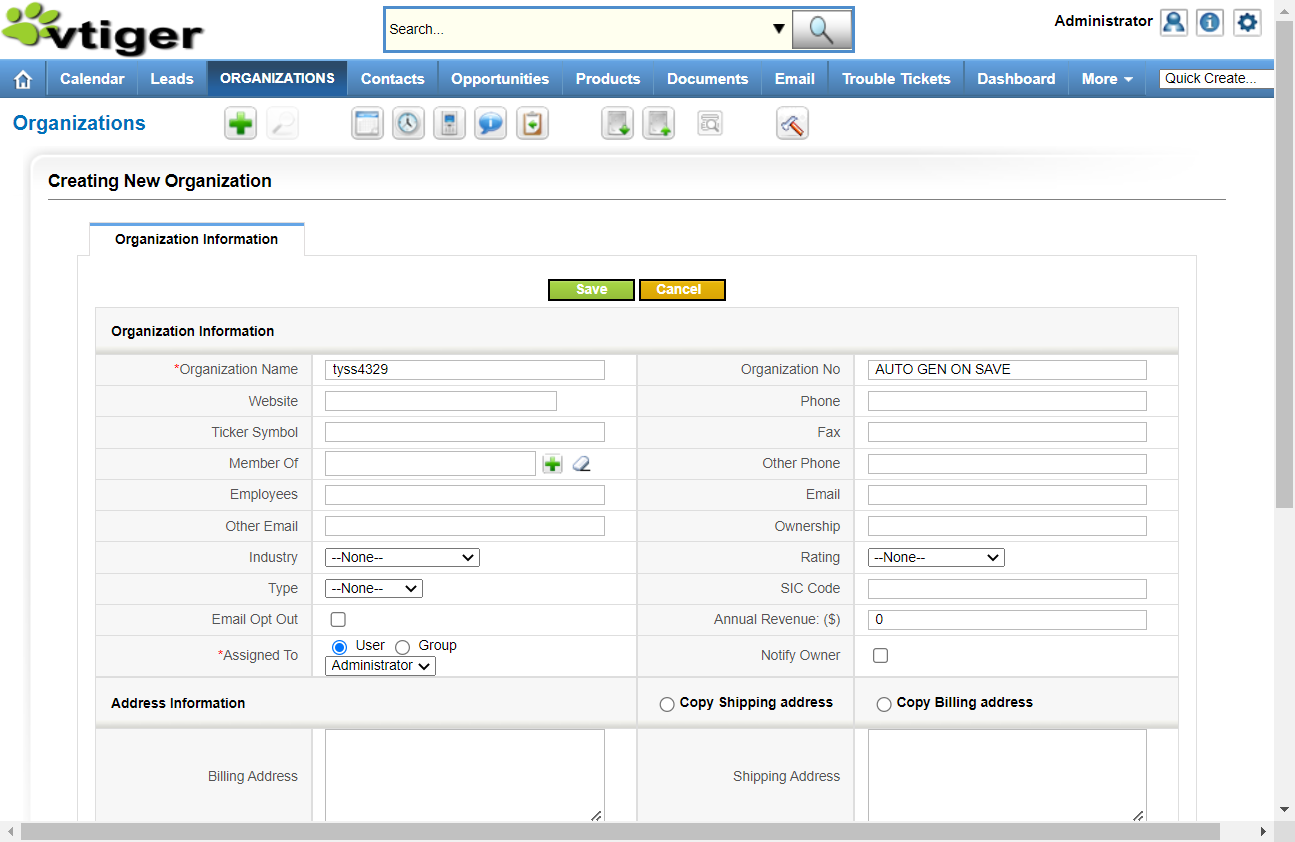 vtiger
Search...
Administrator
Calendar Leads ORGANIZATIONS Contacts Opportunities Products Documents Email Trouble Tickets Dashboard More Quick Create...
Organizations
Creating New Organization
Organization Information
Save Cancel
Organization Information
*Organization Name tyss4329 Organization No AUTO GEN ON SAVE
Website Phone
Ticker Symbol Fax
Member Of Other Phone
Employees Email
Other Email Ownership
Industry --None-- Rating --None--
Type --None-- SIC Code
Email Opt Out Annual Revenue: ($) 0
*Assigned To User Group Notify Owner
Administrator
Address Information Copy Shipping address Copy Billing address
Billing Address Shipping Address